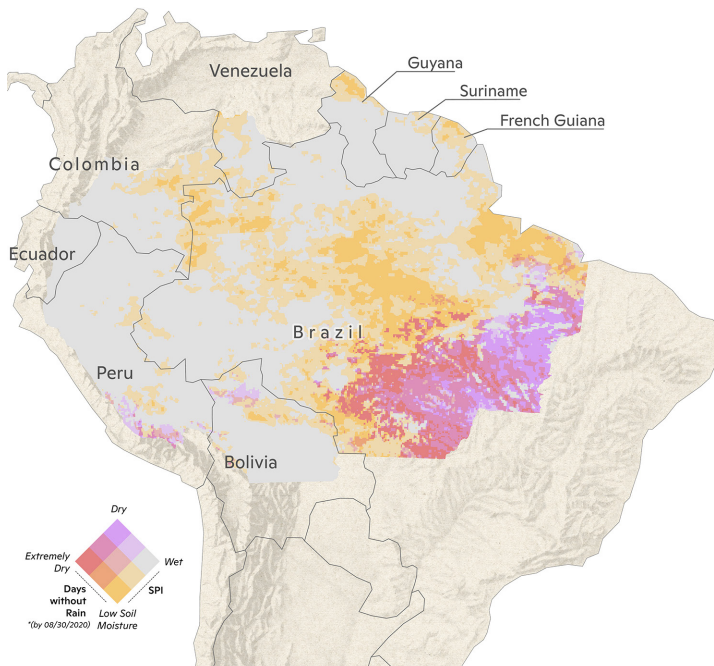 Venezuela
Guyana
Suriname
French Guiana
Colombia
Ecuador
Brazil
Peru
Bolivia
Dry
Extremely
Dry
Wet
Days
without
Rain
*(by 08/30/2020)
SPI
Low Soil
Moisture